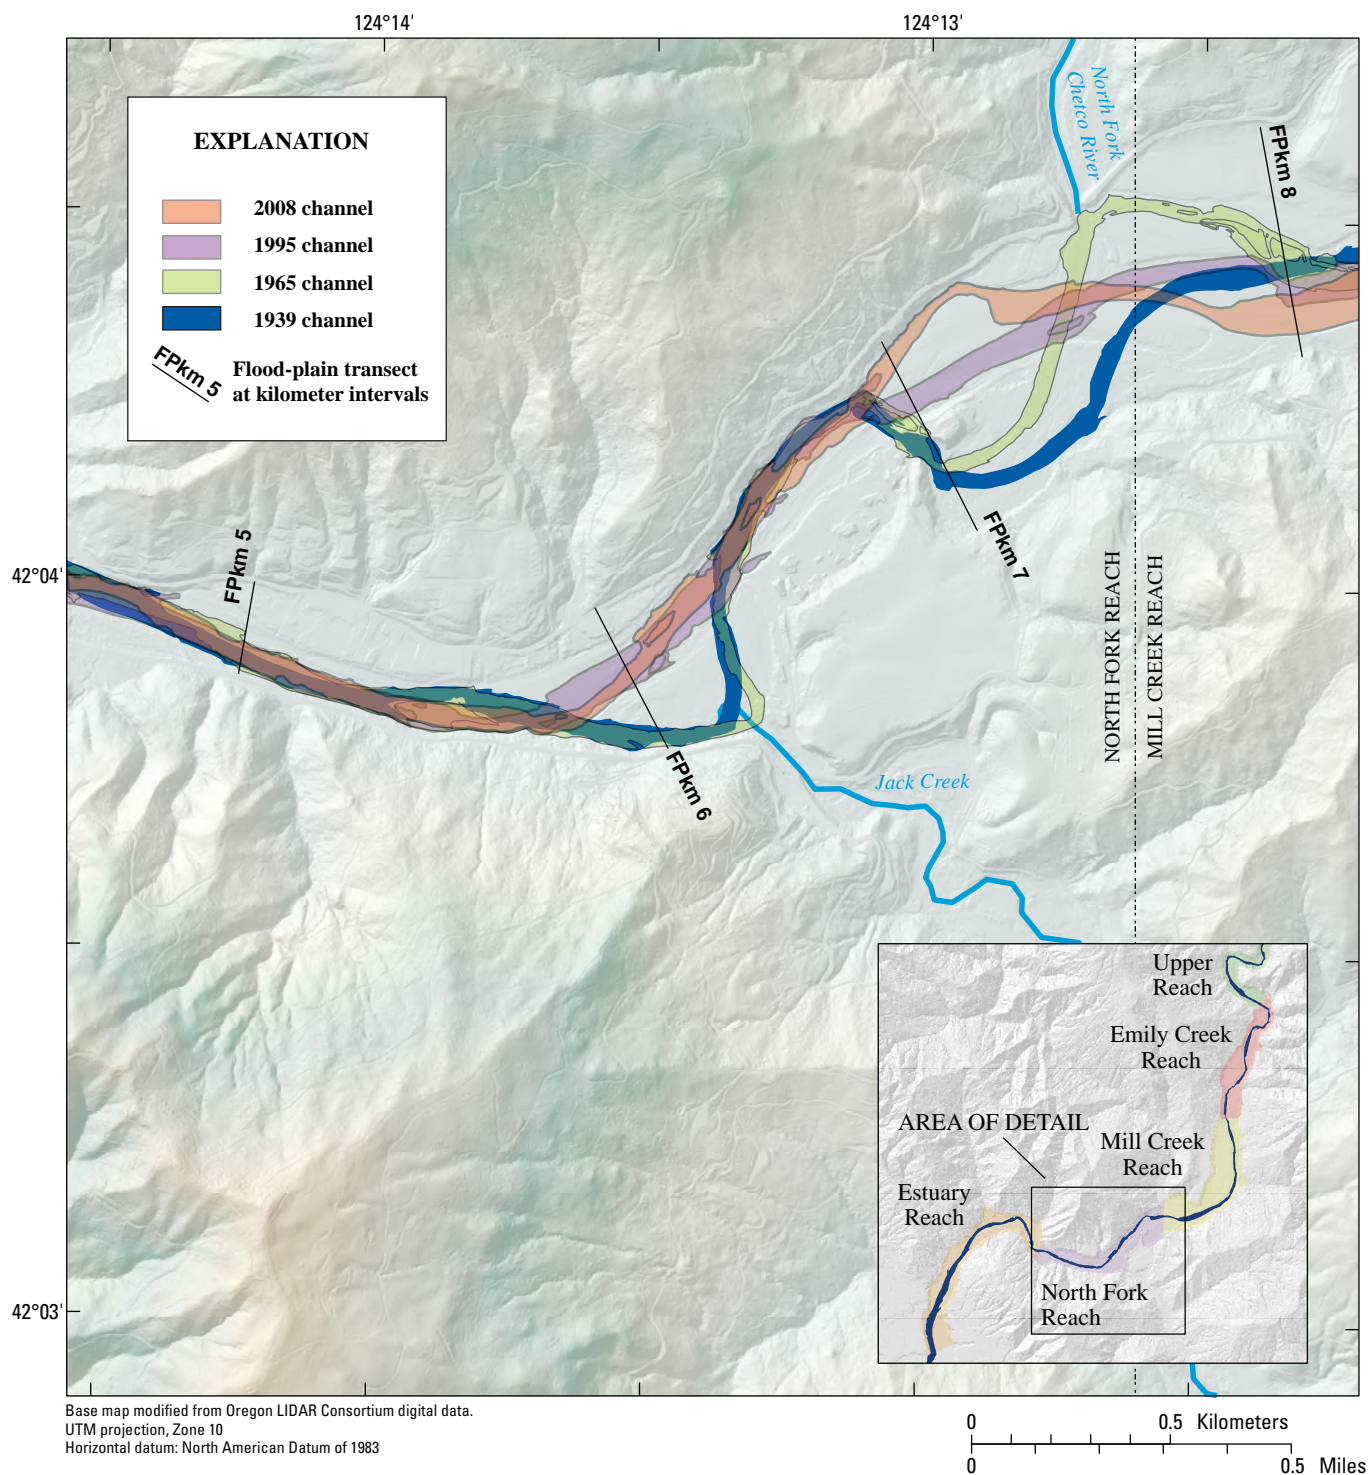 124°14'
124°13'
EXPLANATION
2008 channel
1995 channel
1965 channel
1939 channel
FPkm 5
Flood-plain transect
at kilometer intervals
North Fork
Chetco River
FPkm 8
FPkm 7
FPkm 5
42°04'
NORTH FORK REACH
MILL CREEK REACH
FPkm 6
Jack Creek
Upper
Reach
Emily Creek
Reach
AREA OF DETAIL
Mill Creek
Reach
Estuary
Reach
North Fork
Reach
42°03'
Base map modified from Oregon LIDAR Consortium digital data.
UTM projection, Zone 10
Horizontal datum: North American Datum of 1983
0 0.5 Kilometers
0 0.5 Miles